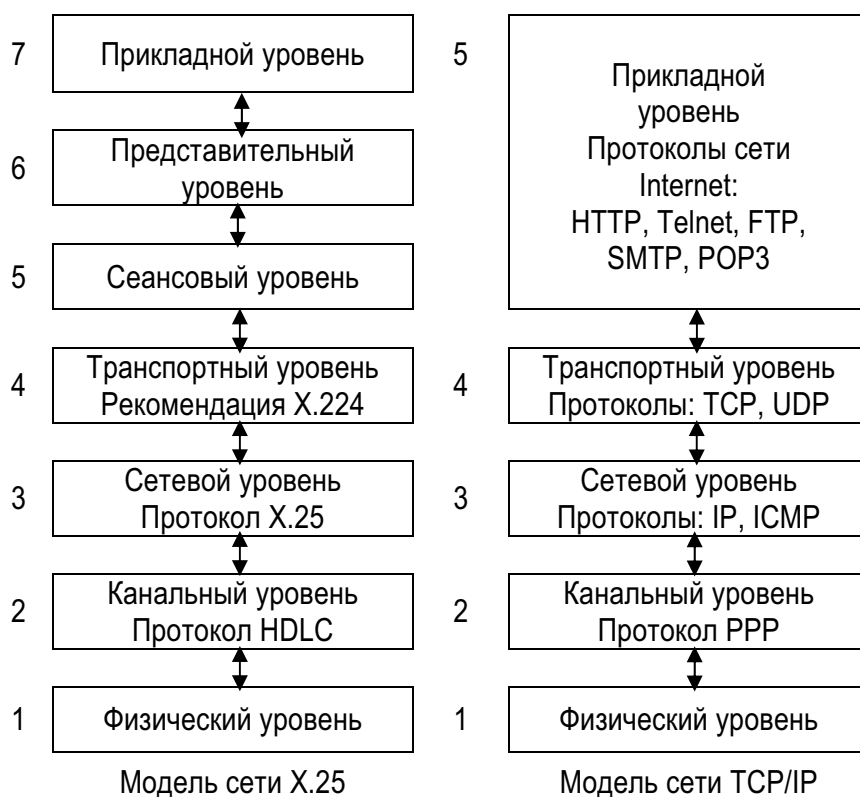 7
Прикладной уровень
6
Представительный
уровень
5
Сеансовый уровень
4
Транспортный уровень
Рекомендация X.224
3
Сетевой уровень
Протокол X.25
2
Канальный уровень
Протокол HDLC
1
Физический уровень
Модель сети X.25
5
Прикладной
уровень
Протоколы сети
Internet:
HTTP, Telnet, FTP,
SMTP, POP3
4
Транспортный уровень
Протоколы: TCP, UDP
3
Сетевой уровень
Протоколы: IP, ICMP
2
Канальный уровень
Протокол PPP
1
Физический уровень
Модель сети TCP/IP